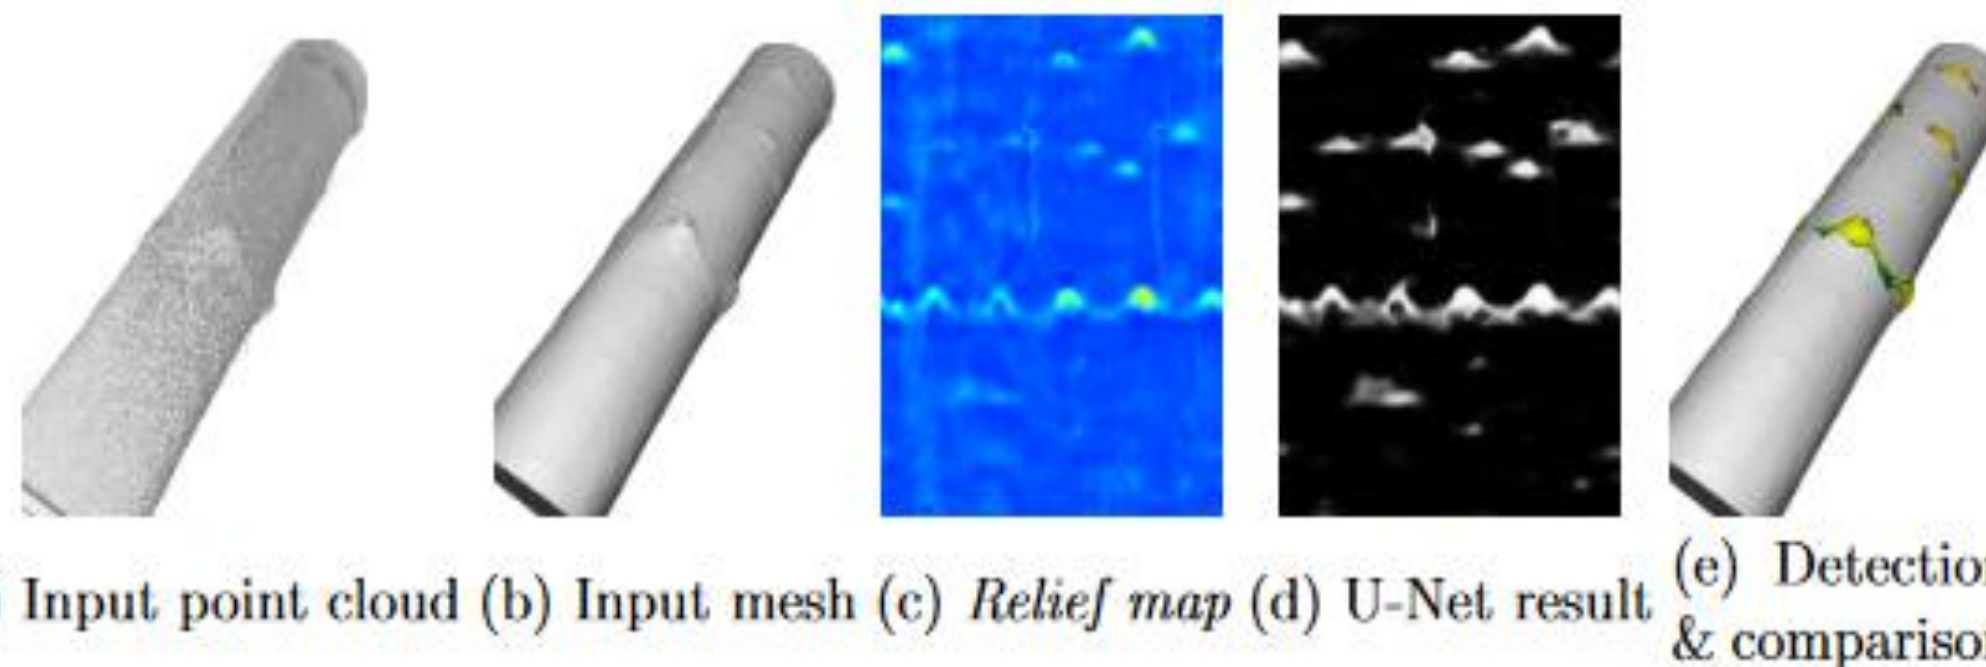 Input point cloud (b) Input mesh (c) Relief map (d) U-Net result (e) Detectio
& compariso